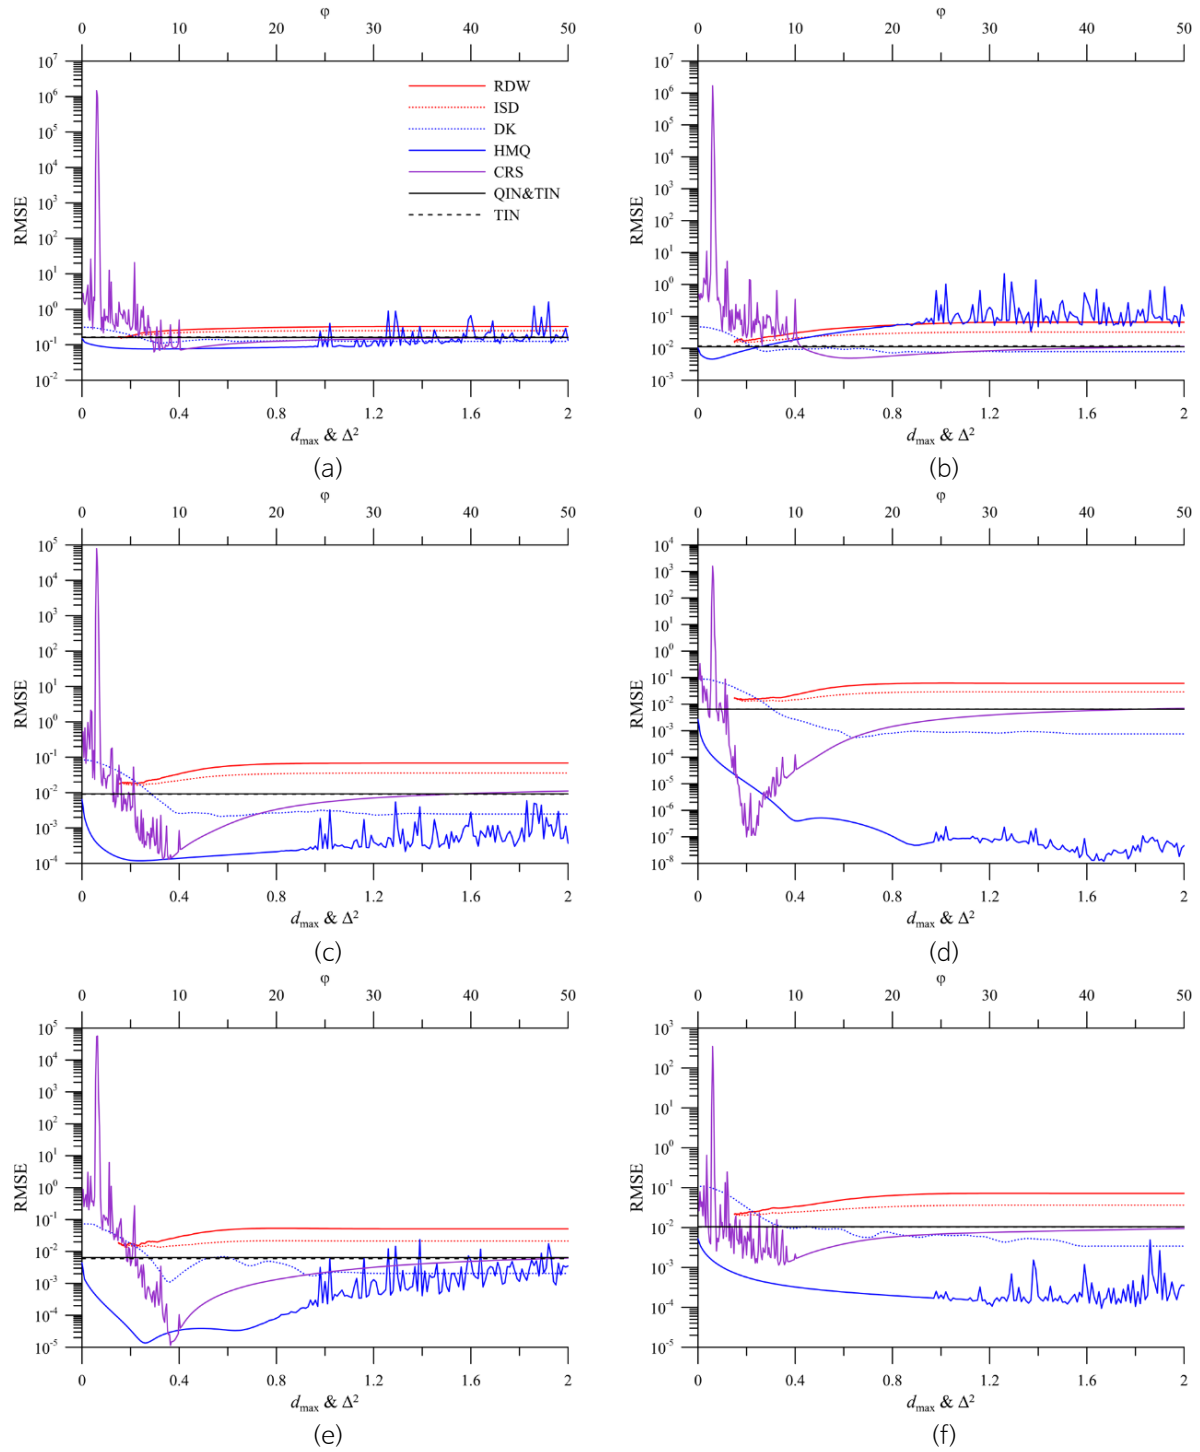 φ
0 10 20 30 40 50
10⁷
10⁶
10⁵
10⁴
10³
10²
10¹
10⁰
10⁻¹
10⁻²
RMSE
RDW
ISD
DK
HMQ
CRS
QIN&TIN
TIN
0 0.4 0.8 1.2 1.6 2
d_max & Δ²
(a)
φ
0 10 20 30 40 50
10⁷
10⁶
10⁵
10⁴
10³
10²
10¹
10⁰
10⁻¹
10⁻²
10⁻³
RMSE
0 0.4 0.8 1.2 1.6 2
d_max & Δ²
(b)
φ
0 10 20 30 40 50
10⁵
10⁴
10³
10²
10¹
10⁰
10⁻¹
10⁻²
10⁻³
10⁻⁴
RMSE
0 0.4 0.8 1.2 1.6 2
d_max & Δ²
(c)
φ
0 10 20 30 40 50
10⁴
10³
10²
10¹
10⁰
10⁻¹
10⁻²
10⁻³
10⁻⁴
10⁻⁵
10⁻⁶
10⁻⁷
10⁻⁸
RMSE
0 0.4 0.8 1.2 1.6 2
d_max & Δ²
(d)
φ
0 10 20 30 40 50
10⁵
10⁴
10³
10²
10¹
10⁰
10⁻¹
10⁻²
10⁻³
10⁻⁴
10⁻⁵
RMSE
0 0.4 0.8 1.2 1.6 2
d_max & Δ²
(e)
φ
0 10 20 30 40 50
10³
10²
10¹
10⁰
10⁻¹
10⁻²
10⁻³
10⁻⁴
10⁻⁵
RMSE
0 0.4 0.8 1.2 1.6 2
d_max & Δ²
(f)